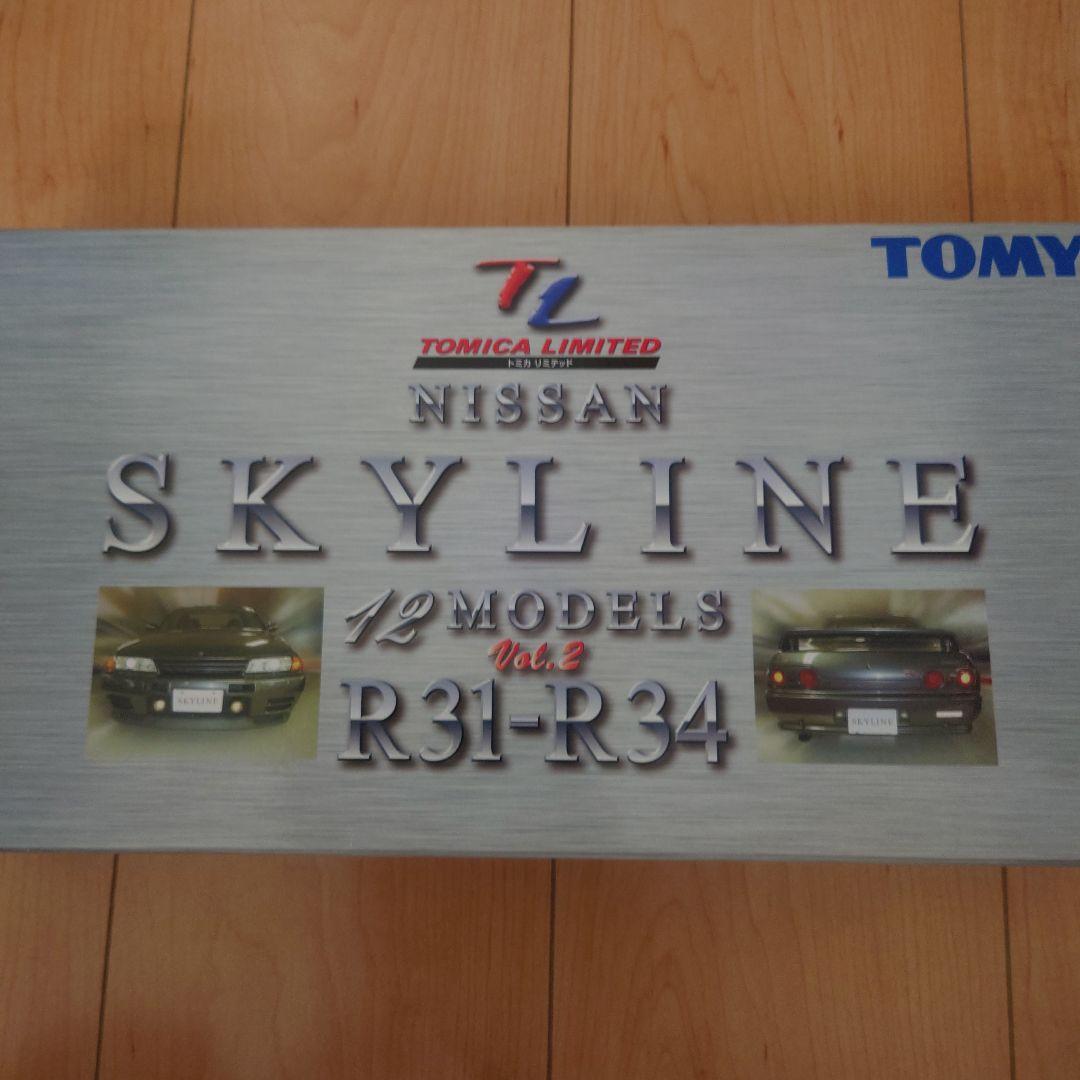 TOMY
TL
TOMICA LIMITED
トミカ リミテッド
NISSAN
SKYLINE
12 MODELS
Vol.2
R31-R34
SKYLINE
SKYLINE